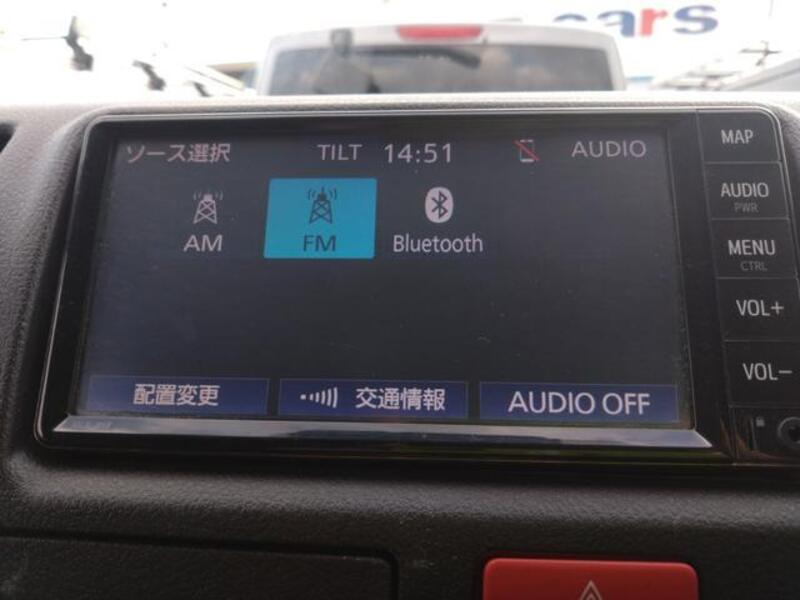 cars
ソース選択 TILT 14:51 AUDIO
AM FM Bluetooth
配置変更 交通情報 AUDIO OFF
MAP
AUDIO
PWR
MENU
CTRL
VOL+
VOL-